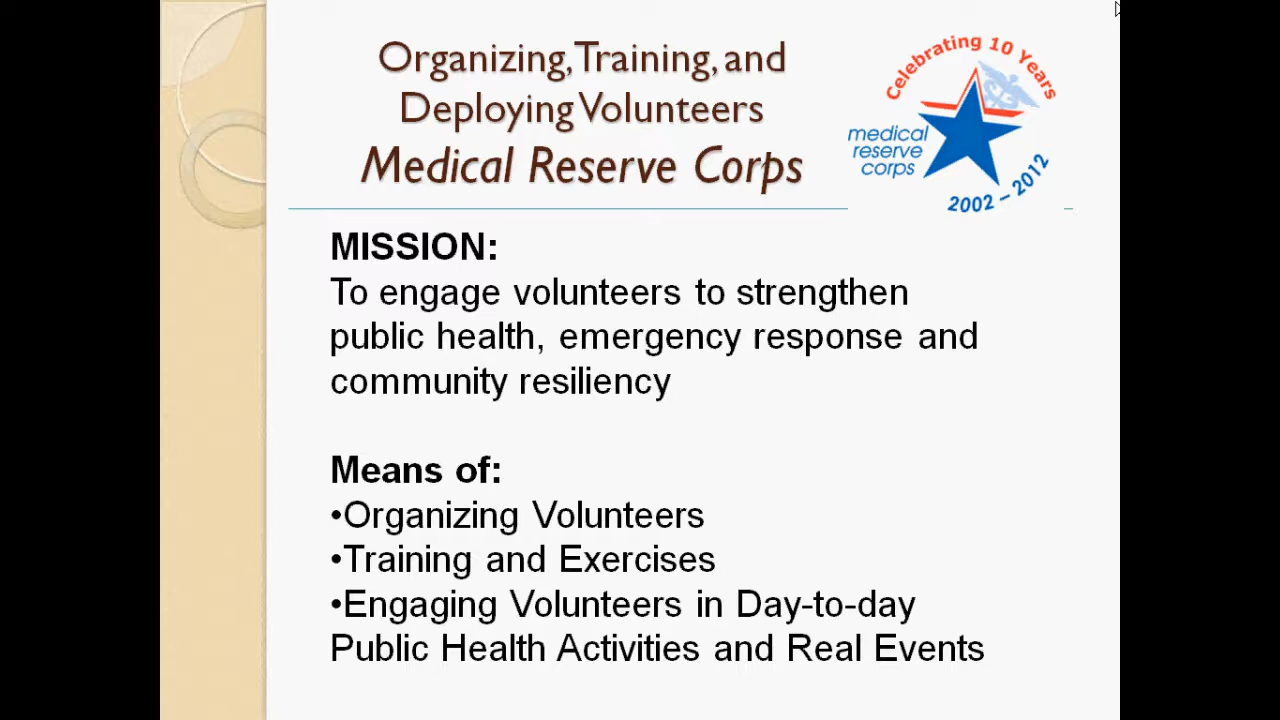 Organizing, Training, and
Deploying Volunteers
Medical Reserve Corps
Celebrating 10 Years
medical
reserve
corps
2002 – 2012
MISSION:
To engage volunteers to strengthen
public health, emergency response and
community resiliency
Means of:
•Organizing Volunteers
•Training and Exercises
•Engaging Volunteers in Day-to-day
Public Health Activities and Real Events